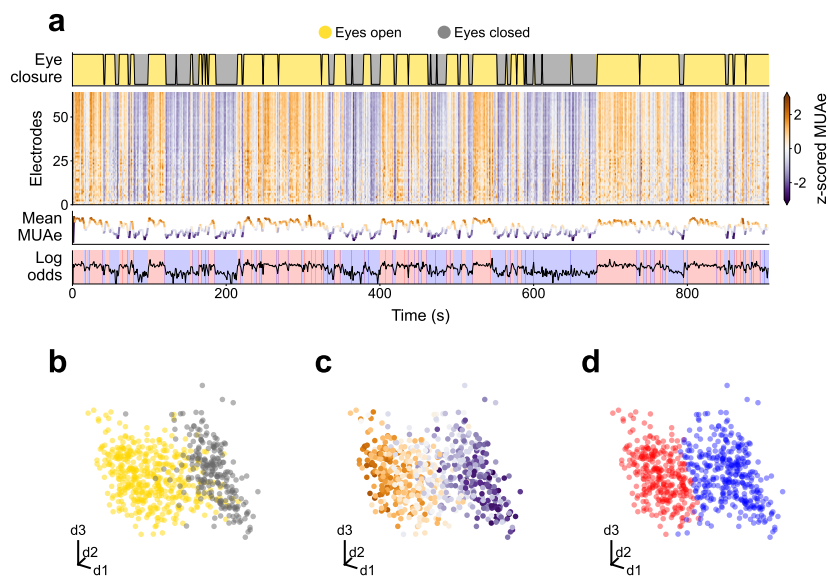 a
Eyes open
Eyes closed
Eye
closure
Electrodes
50
25
0
z-scored MUAe
2
0
-2
Mean
MUAe
Log
odds
0
200
400
600
800
Time (s)
b
c
d
d3
d2
d1
d3
d2
d1
d3
d2
d1